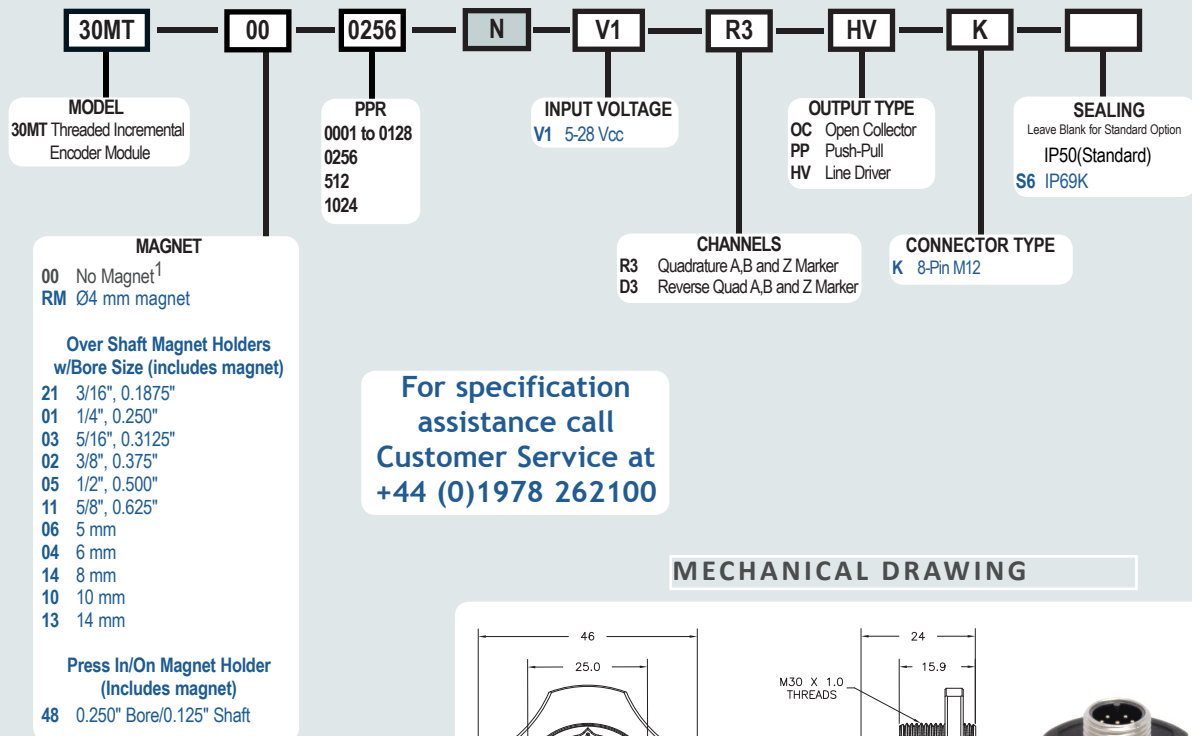 30MT 00 0256 N V1 R3 HV K
MODEL
30MT Threaded Incremental
Encoder Module
PPR
0001 to 0128
0256
512
1024
INPUT VOLTAGE
V1 5-28 Vcc
OUTPUT TYPE
OC Open Collector
PP Push-Pull
HV Line Driver
SEALING
Leave Blank for Standard Option
IP50(Standard)
S6 IP69K
MAGNET
00 No Magnet1
RM Ø4 mm magnet
Over Shaft Magnet Holders
w/Bore Size (includes magnet)
21 3/16", 0.1875"
01 1/4", 0.250"
03 5/16", 0.3125"
02 3/8", 0.375"
05 1/2", 0.500"
11 5/8", 0.625"
06 5 mm
04 6 mm
14 8 mm
10 10 mm
13 14 mm
Press In/On Magnet Holder
(Includes magnet)
48 0.250" Bore/0.125" Shaft
CHANNELS
R3 Quadrature A,B and Z Marker
D3 Reverse Quad A,B and Z Marker
CONNECTOR TYPE
K 8-Pin M12
For specification
assistance call
Customer Service at
+44 (0)1978 262100
MECHANICAL DRAWING
46
25.0
24
15.9
M30 X 1.0
THREADS